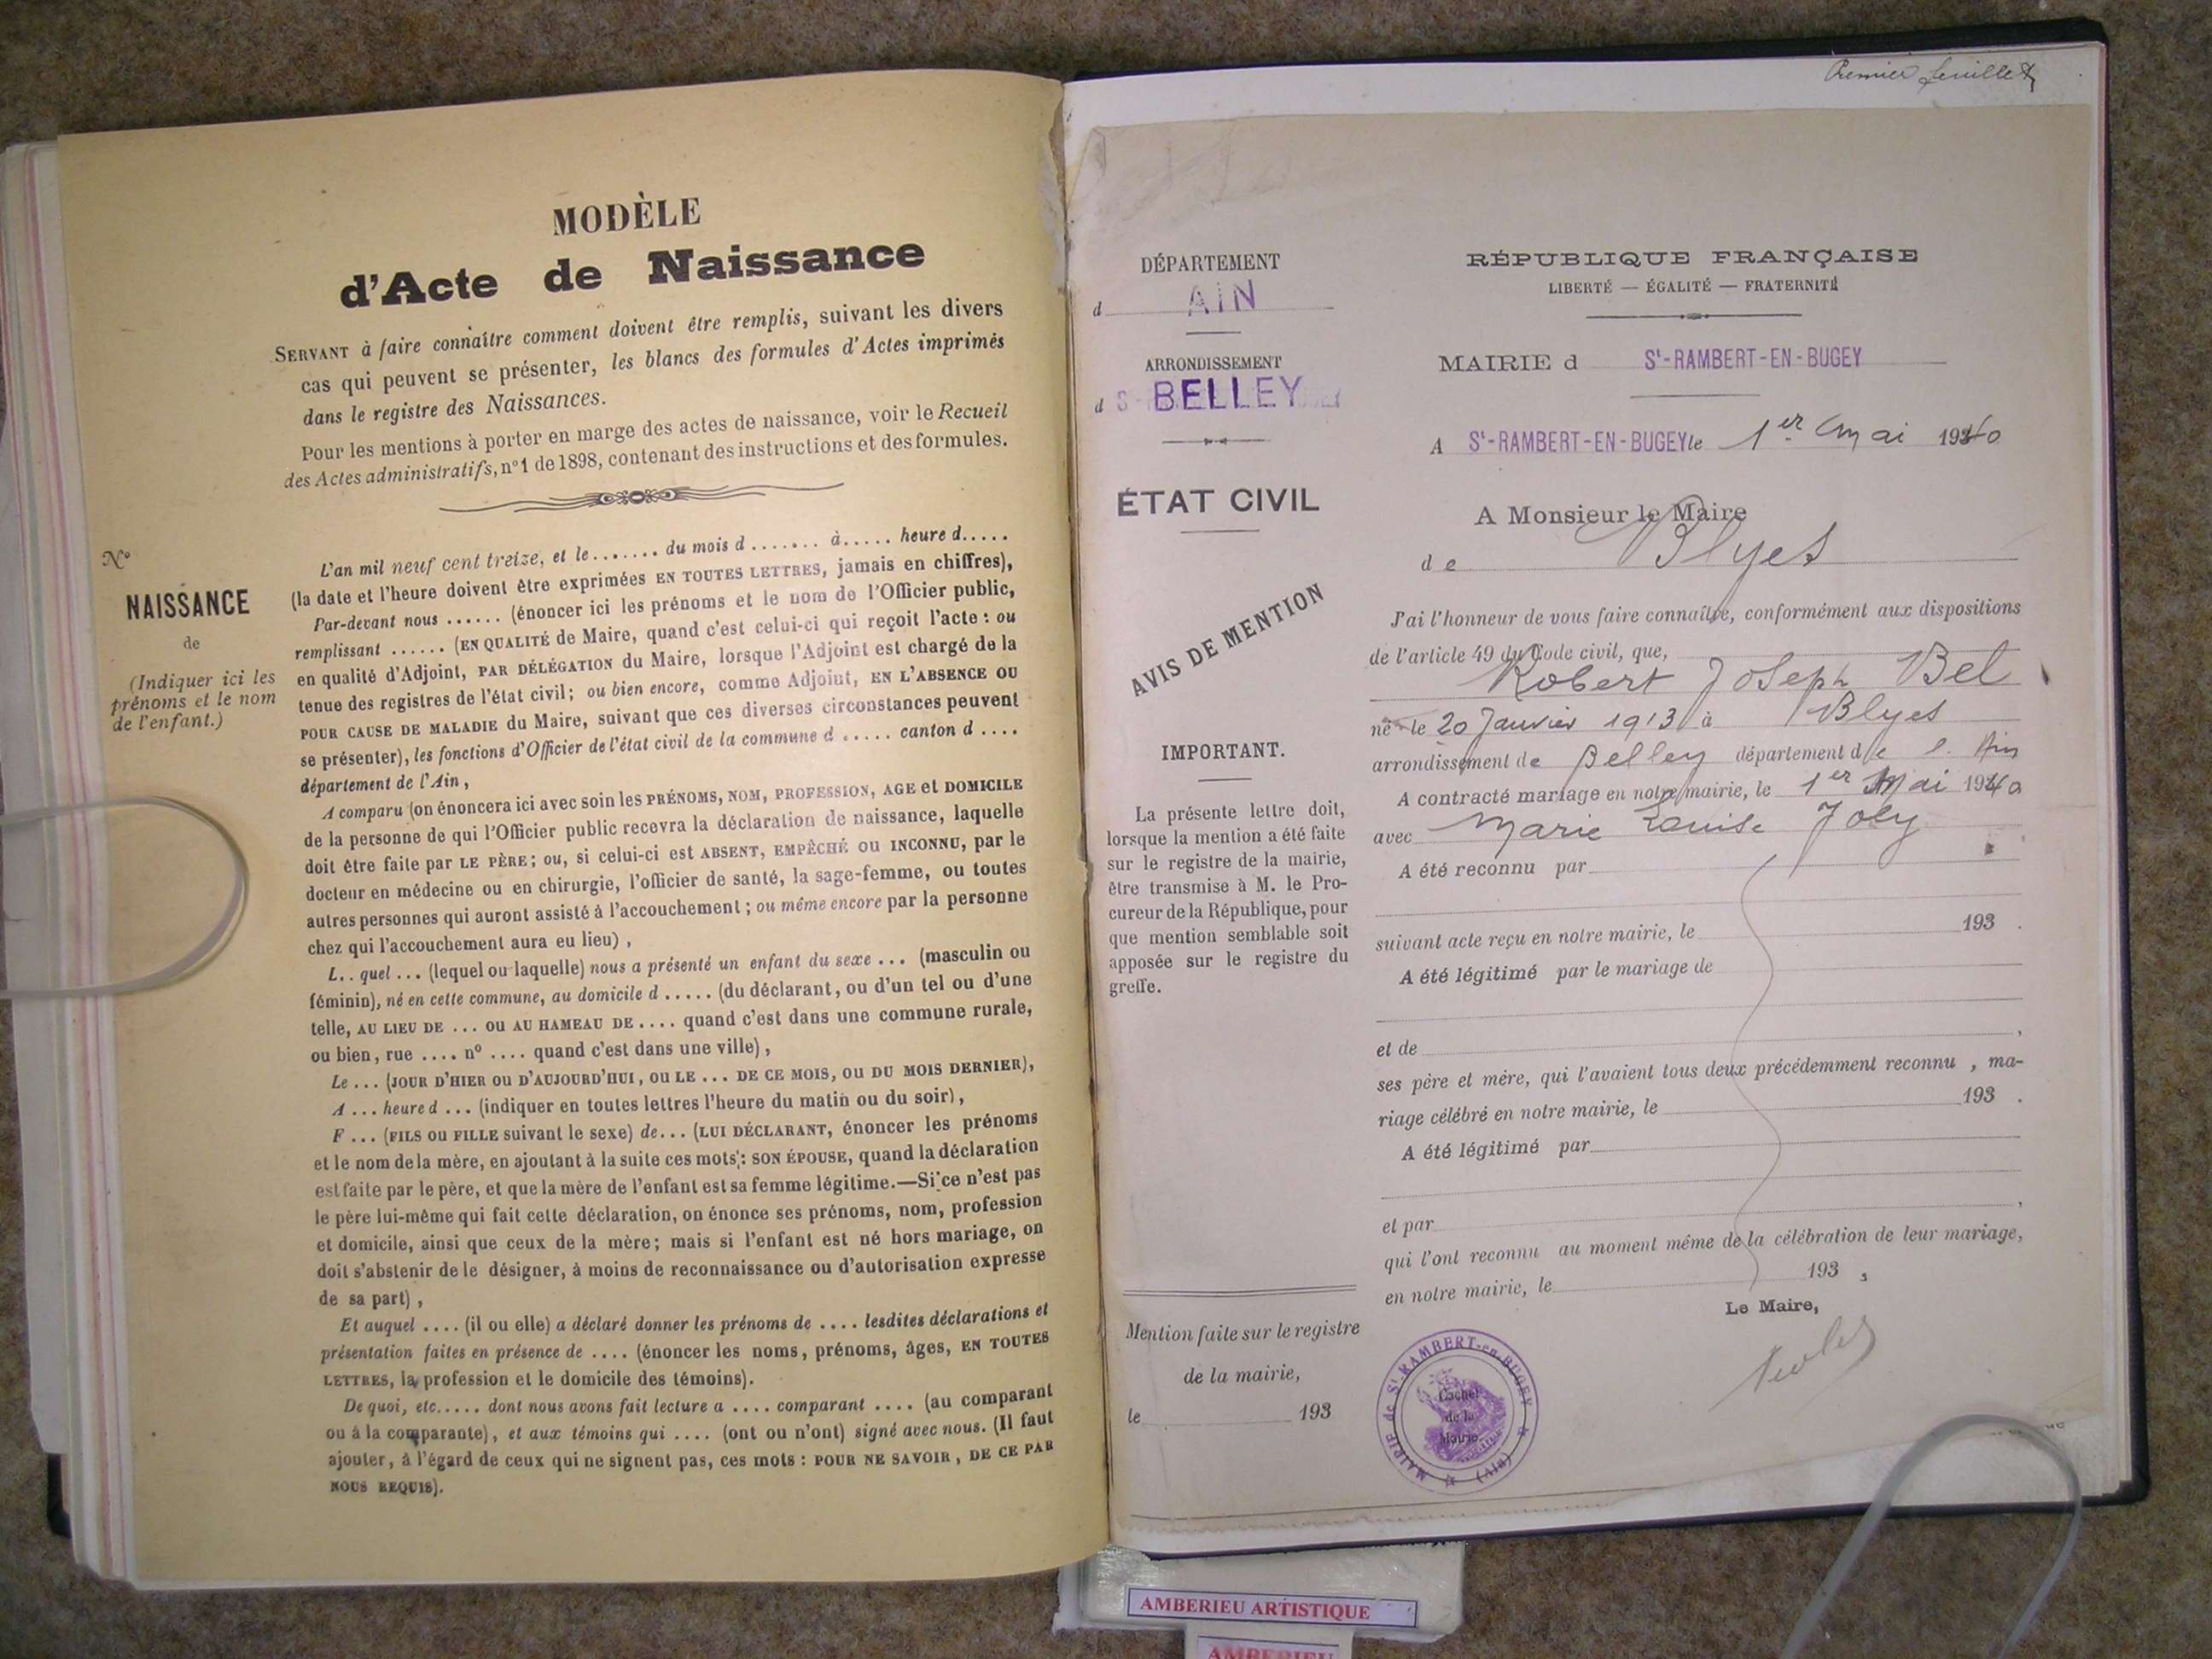 MODÈLE
d'Acte de Naissance
SERVANT à faire connaître comment doivent être remplis, suivant les divers
cas qui peuvent se présenter, les blancs des formules d'Actes imprimés
dans le registre des Naissances.
Pour les mentions à porter en marge des actes de naissance, voir le Recueil
des Actes administratifs, n° 1 de 1898, contenant des instructions et des formules.
N°
NAISSANCE
de
(Indiquer ici les
prénoms et le nom
de l'enfant.)
L'an mil neuf cent treize, et le ....... du mois d ....... à ..... heure d.....
(la date et l'heure doivent être exprimées EN TOUTES LETTRES, jamais en chiffres),
Par-devant nous ...... (énoncer ici les prénoms et le nom de l'Officier public,
remplissant ...... (EN QUALITÉ de Maire, quand c'est celui-ci qui reçoit l'acte : ou
en qualité d'Adjoint, PAR DÉLÉGATION du Maire, lorsque l'Adjoint est chargé de la
tenue des registres de l'état civil; ou bien encore, comme Adjoint, EN L'ABSENCE OU
POUR CAUSE DE MALADIE du Maire, suivant que ces diverses circonstances peuvent
se présenter), les fonctions d'Officier de l'état civil de la commune d ..... canton d ....
département de l'Ain,
A comparu (on énoncera ici avec soin les PRÉNOMS, NOM, PROFESSION, AGE et DOMICILE
de la personne de qui l'Officier public recevra la déclaration de naissance, laquelle
doit être faite par LE PÈRE; ou, si celui-ci est ABSENT, EMPÊCHÉ OU INCONNU, par le
docteur en médecine ou en chirurgie, l'officier de santé, la sage-femme, ou toutes
autres personnes qui auront assisté à l'accouchement; ou même encore par la personne
chez qui l'accouchement aura eu lieu),
L.. quel ... (lequel ou laquelle) nous a présenté un enfant du sexe ... (masculin ou
féminin), né en cette commune, au domicile d ..... (du déclarant, ou d'un tel ou d'une
telle, AU LIEU DE ... OU AU HAMEAU DE .... quand c'est dans une commune rurale,
ou bien, rue .... n° .... quand c'est dans une ville),
Le ... (JOUR D'HIER OU D'AUJOURD'HUI, OU LE ... DE CE MOIS, OU DU MOIS DERNIER),
A ... heure d ... (indiquer en toutes lettres l'heure du matin ou du soir),
F ... (FILS OU FILLE suivant le sexe) de... (LUI DÉCLARANT, énoncer les prénoms
et le nom de la mère, en ajoutant à la suite ces mots : SON ÉPOUSE, quand la déclaration
est faite par le père, et que la mère de l'enfant est sa femme légitime.—Si ce n'est pas
le père lui-même qui fait cette déclaration, on énonce ses prénoms, nom, profession
et domicile, ainsi que ceux de la mère; mais si l'enfant est né hors mariage, on
doit s'abstenir de le désigner, à moins de reconnaissance ou d'autorisation expresse
de sa part),
Et auquel .... (il ou elle) a déclaré donner les prénoms de .... lesdites déclarations et
présentation faites en présence de .... (énoncer les noms, prénoms, âges, EN TOUTES
LETTRES, la profession et le domicile des témoins).
De quoi, etc..... dont nous avons fait lecture a .... comparant .... (au comparant
ou à la comparante), et aux témoins qui .... (ont ou n'ont) signé avec nous. (Il faut
ajouter, à l'égard de ceux qui ne signent pas, ces mots : POUR NE SAVOIR, DE CE PAR
NOUS REQUIS).
Premier feuillet
DÉPARTEMENT
d AIN
ARRONDISSEMENT
d BELLEY
ÉTAT CIVIL
AVIS DE MENTION
IMPORTANT.
La présente lettre doit,
lorsque la mention a été faite
sur le registre de la mairie,
être transmise à M. le Pro-
cureur de la République, pour
que mention semblable soit
apposée sur le registre du
greffe.
Mention faite sur le registre
de la mairie,
le 193
RÉPUBLIQUE FRANÇAISE
LIBERTÉ — ÉGALITÉ — FRATERNITÉ
MAIRIE d St-RAMBERT-EN-BUGEY
A St-RAMBERT-EN-BUGEY le 1er Mai 1940
A Monsieur le Maire
de Blyes
J'ai l'honneur de vous faire connaître, conformément aux dispositions
de l'article 49 du Code civil, que,
Robert Joseph Bel
né le 20 Janvier 1913 à Blyes
arrondissement de Belley département de l'Ain
A contracté mariage en notre mairie, le 1er Mai 1940
avec Marie Louise Joly
A été reconnu par
suivant acte reçu en notre mairie, le 193 .
A été légitimé par le mariage de
et de ,
ses père et mère, qui l'avaient tous deux précédemment reconnu , ma-
riage célébré en notre mairie, le 193 .
A été légitimé par
et par ,
qui l'ont reconnu au moment même de la célébration de leur mariage,
en notre mairie, le 193 ,
Le Maire,
MAIRIE de St RAMBERT-en-BUGEY (Ain)
Cachet
de la
Mairie
AMBERIEU ARTISTIQUE
AMBERIEU